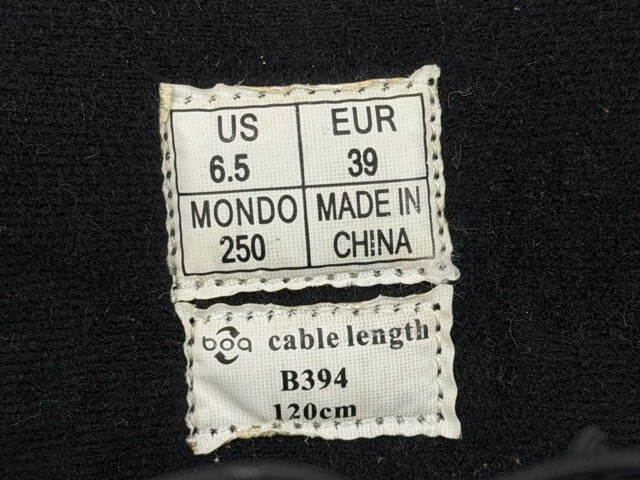 US EUR
6.5 39
MONDO MADE IN
250 CHINA
boa cable length
B394
120cm